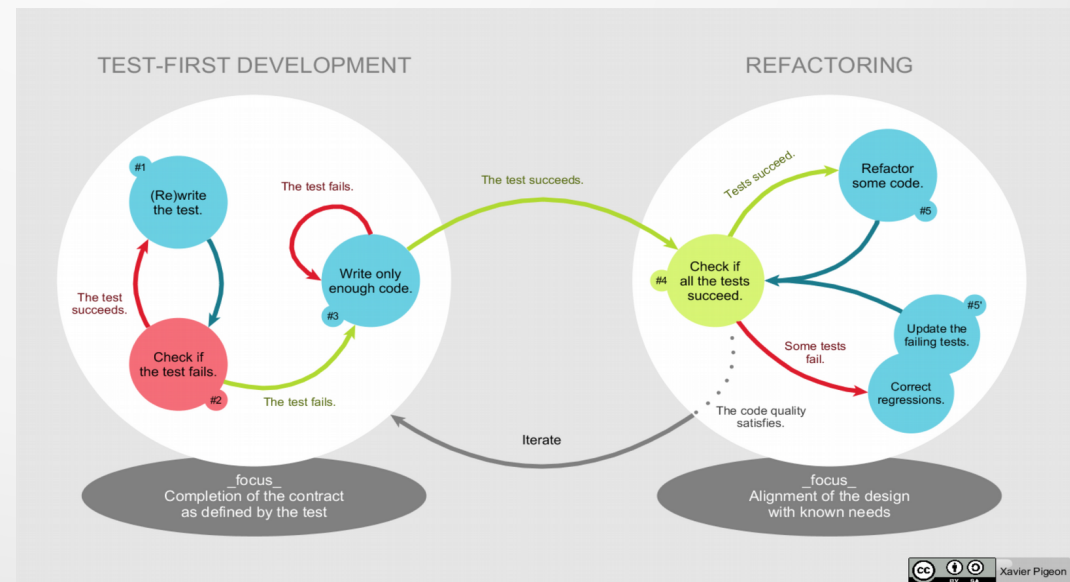 TEST-FIRST DEVELOPMENT
#1
(Re)write
the test.
The test
succeeds.
Check if
the test fails.
#2
The test fails.
The test fails.
Write only
enough code.
#3
The test succeeds.
REFACTORING
Tests succeed.
Refactor
some code.
#5
#4
Check if
all the tests
succeed.
#5'
Update the
failing tests.
Some tests
fail.
Correct
regressions.
The code quality
satisfies.
Iterate
_focus_
Completion of the contract
as defined by the test
_focus_
Alignment of the design
with known needs
cc
BY SA
Xavier Pigeon